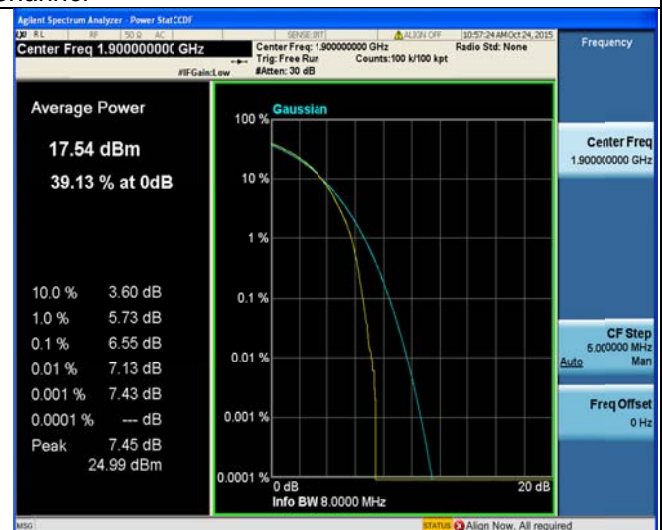 Agilent Spectrum Analyzer - Power Stat CCDF
RL RF 50 Ω AC SENSE:INT ALIGN OFF 10:57:24 AM Oct 24, 2015
Center Freq 1.900000000 GHz
Center Freq: 1.900000000 GHz Radio Std: None
Trig: Free Run Counts:100 k/100 kpt
#IFGain:Low #Atten: 30 dB
Frequency
Average Power
17.54 dBm
39.13 % at 0dB
10.0 % 3.60 dB
1.0 % 5.73 dB
0.1 % 6.55 dB
0.01 % 7.13 dB
0.001 % 7.43 dB
0.0001 % --- dB
Peak 7.45 dB
24.99 dBm
Gaussian
100 %
10 %
1 %
0.1 %
0.01 %
0.001 %
0.0001 %
0 dB 20 dB
Info BW 8.0000 MHz
Center Freq
1.900000000 GHz
CF Step
5.000000 MHz
Auto Man
Freq Offset
0 Hz
MSG STATUS Align Now, All required